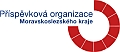 Příspěvková organizace
Moravskoslezského kraje